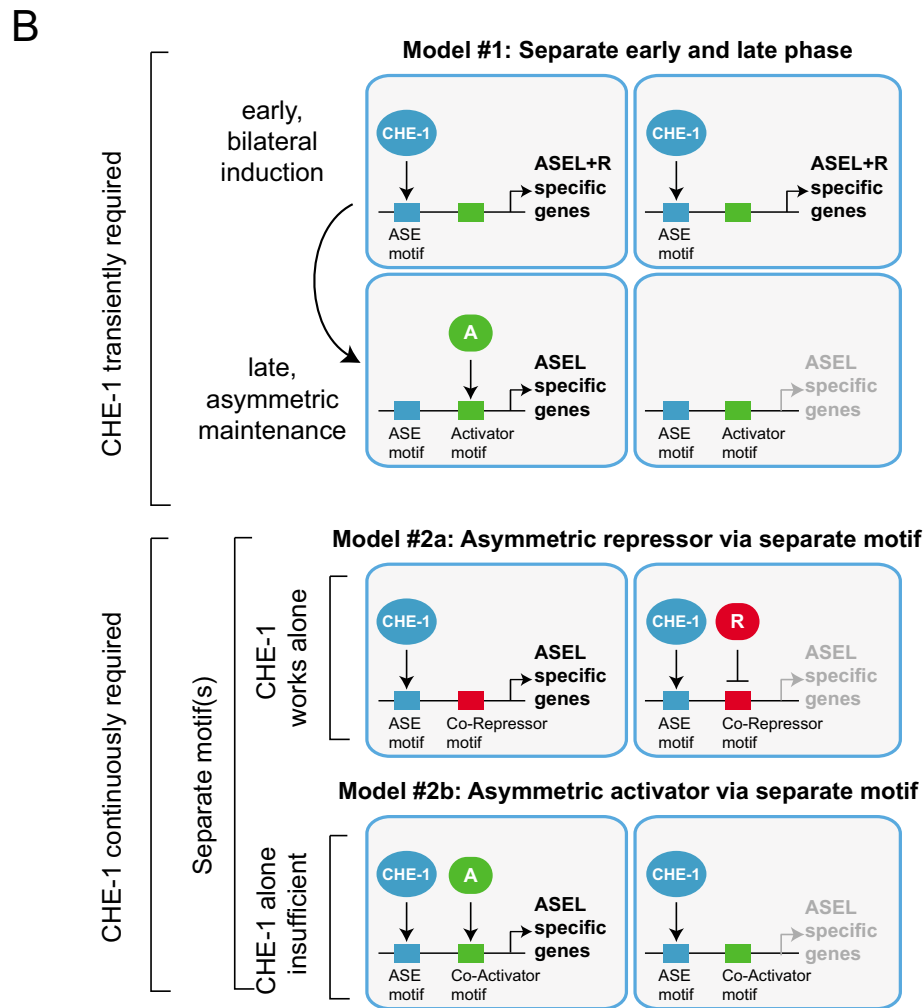 B
Model #1: Separate early and late phase
CHE-1 transiently required
early,
bilateral
induction
CHE-1
ASEL+R
specific
genes
ASE
motif
CHE-1
ASEL+R
specific
genes
ASE
motif
late,
asymmetric
maintenance
A
ASEL
specific
genes
ASE
motif
Activator
motif
ASEL
specific
genes
ASE
motif
Activator
motif
CHE-1 continuously required
Separate motif(s)
Model #2a: Asymmetric repressor via separate motif
CHE-1
works alone
CHE-1
ASEL
specific
genes
ASE
motif
Co-Repressor
motif
CHE-1
R
ASEL
specific
genes
ASE
motif
Co-Repressor
motif
Model #2b: Asymmetric activator via separate motif
CHE-1 alone
insufficient
CHE-1
A
ASEL
specific
genes
ASE
motif
Co-Activator
motif
CHE-1
ASEL
specific
genes
ASE
motif
Co-Activator
motif